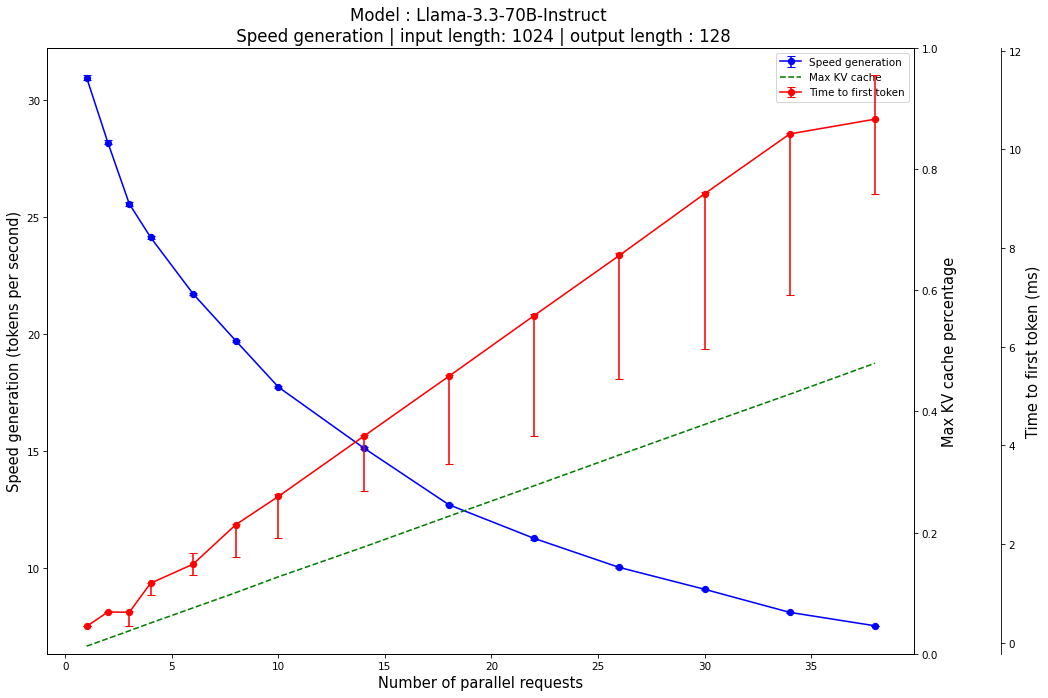 Model : Llama-3.3-70B-Instruct
Speed generation | input length: 1024 | output length : 128
Speed generation
Max KV cache
Time to first token
Speed generation (tokens per second)
30
25
20
15
10
0
5
10
15
20
25
30
35
Number of parallel requests
1.0
0.8
0.6
0.4
0.2
0.0
Max KV cache percentage
12
10
8
6
4
2
0
Time to first token (ms)